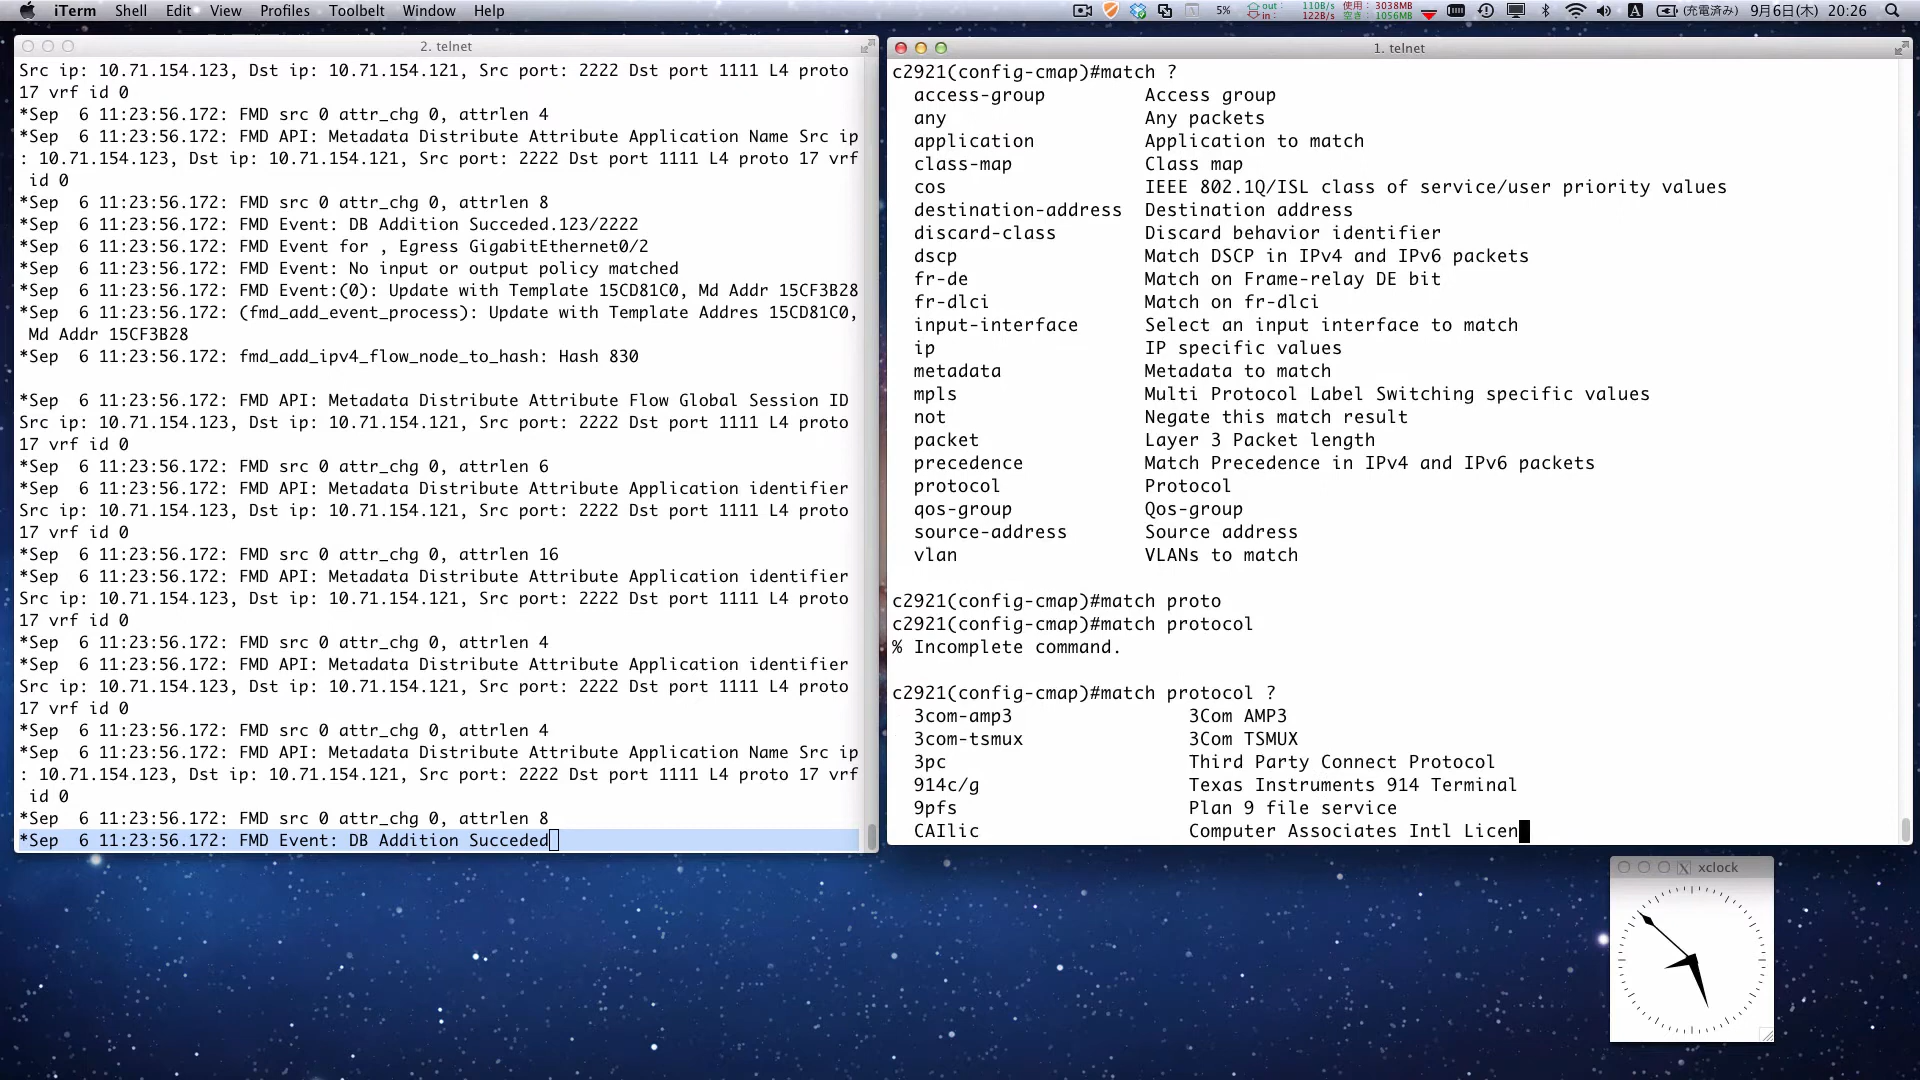 iTerm Shell Edit View Profiles Toolbelt Window Help
5% out: 110B/s in: 122B/s 使用: 3038MB 空き: 1056MB (充電済み) 9月6日(木) 20:26
2. telnet
Src ip: 10.71.154.123, Dst ip: 10.71.154.121, Src port: 2222 Dst port 1111 L4 proto
17 vrf id 0
*Sep  6 11:23:56.172: FMD src 0 attr_chg 0, attrlen 4
*Sep  6 11:23:56.172: FMD API: Metadata Distribute Attribute Application Name Src ip
: 10.71.154.123, Dst ip: 10.71.154.121, Src port: 2222 Dst port 1111 L4 proto 17 vrf
 id 0
*Sep  6 11:23:56.172: FMD src 0 attr_chg 0, attrlen 8
*Sep  6 11:23:56.172: FMD Event: DB Addition Succeded.123/2222
*Sep  6 11:23:56.172: FMD Event for , Egress GigabitEthernet0/2
*Sep  6 11:23:56.172: FMD Event: No input or output policy matched
*Sep  6 11:23:56.172: FMD Event:(0): Update with Template 15CD81C0, Md Addr 15CF3B28
*Sep  6 11:23:56.172: (fmd_add_event_process): Update with Template Addres 15CD81C0,
 Md Addr 15CF3B28
*Sep  6 11:23:56.172: fmd_add_ipv4_flow_node_to_hash: Hash 830
*Sep  6 11:23:56.172: FMD API: Metadata Distribute Attribute Flow Global Session ID
Src ip: 10.71.154.123, Dst ip: 10.71.154.121, Src port: 2222 Dst port 1111 L4 proto
17 vrf id 0
*Sep  6 11:23:56.172: FMD src 0 attr_chg 0, attrlen 6
*Sep  6 11:23:56.172: FMD API: Metadata Distribute Attribute Application identifier
Src ip: 10.71.154.123, Dst ip: 10.71.154.121, Src port: 2222 Dst port 1111 L4 proto
17 vrf id 0
*Sep  6 11:23:56.172: FMD src 0 attr_chg 0, attrlen 16
*Sep  6 11:23:56.172: FMD API: Metadata Distribute Attribute Application identifier
Src ip: 10.71.154.123, Dst ip: 10.71.154.121, Src port: 2222 Dst port 1111 L4 proto
17 vrf id 0
*Sep  6 11:23:56.172: FMD src 0 attr_chg 0, attrlen 4
*Sep  6 11:23:56.172: FMD API: Metadata Distribute Attribute Application identifier
Src ip: 10.71.154.123, Dst ip: 10.71.154.121, Src port: 2222 Dst port 1111 L4 proto
17 vrf id 0
*Sep  6 11:23:56.172: FMD src 0 attr_chg 0, attrlen 4
*Sep  6 11:23:56.172: FMD API: Metadata Distribute Attribute Application Name Src ip
: 10.71.154.123, Dst ip: 10.71.154.121, Src port: 2222 Dst port 1111 L4 proto 17 vrf
 id 0
*Sep  6 11:23:56.172: FMD src 0 attr_chg 0, attrlen 8
*Sep  6 11:23:56.172: FMD Event: DB Addition Succeded
1. telnet
c2921(config-cmap)#match ?
access-group Access group
any Any packets
application Application to match
class-map Class map
cos IEEE 802.1Q/ISL class of service/user priority values
destination-address Destination address
discard-class Discard behavior identifier
dscp Match DSCP in IPv4 and IPv6 packets
fr-de Match on Frame-relay DE bit
fr-dlci Match on fr-dlci
input-interface Select an input interface to match
ip IP specific values
metadata Metadata to match
mpls Multi Protocol Label Switching specific values
not Negate this match result
packet Layer 3 Packet length
precedence Match Precedence in IPv4 and IPv6 packets
protocol Protocol
qos-group Qos-group
source-address Source address
vlan VLANs to match
c2921(config-cmap)#match proto
c2921(config-cmap)#match protocol
% Incomplete command.
c2921(config-cmap)#match protocol ?
3com-amp3 3Com AMP3
3com-tsmux 3Com TSMUX
3pc Third Party Connect Protocol
914c/g Texas Instruments 914 Terminal
9pfs Plan 9 file service
CAIlic Computer Associates Intl Licen
xclock